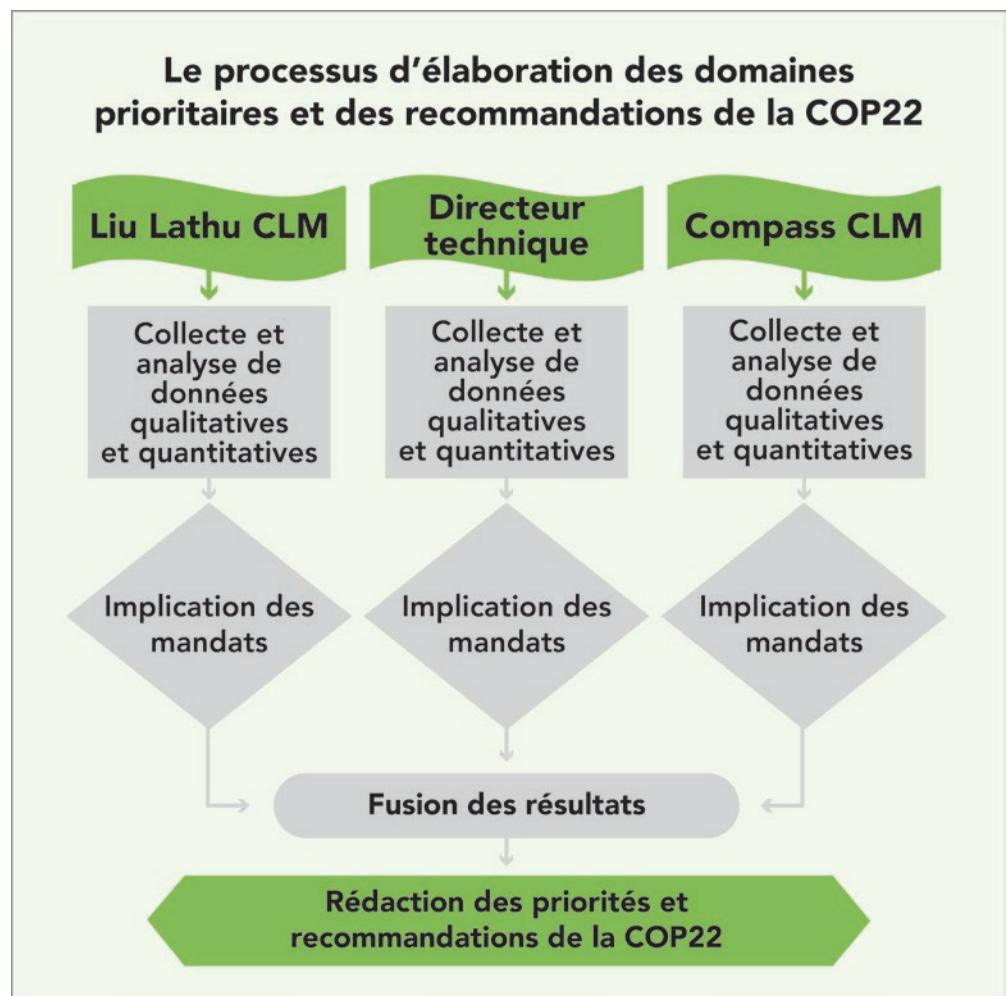 Le processus d’élaboration des domaines
prioritaires et des recommandations de la COP22
Liu Lathu CLM
Directeur
technique
Compass CLM
Collecte et
analyse de
données
qualitatives
et quantitatives
Collecte et
analyse de
données
qualitatives
et quantitatives
Collecte et
analyse de
données
qualitatives
et quantitatives
Implication des
mandats
Implication des
mandats
Implication des
mandats
Fusion des résultats
Rédaction des priorités et
recommandations de la COP22